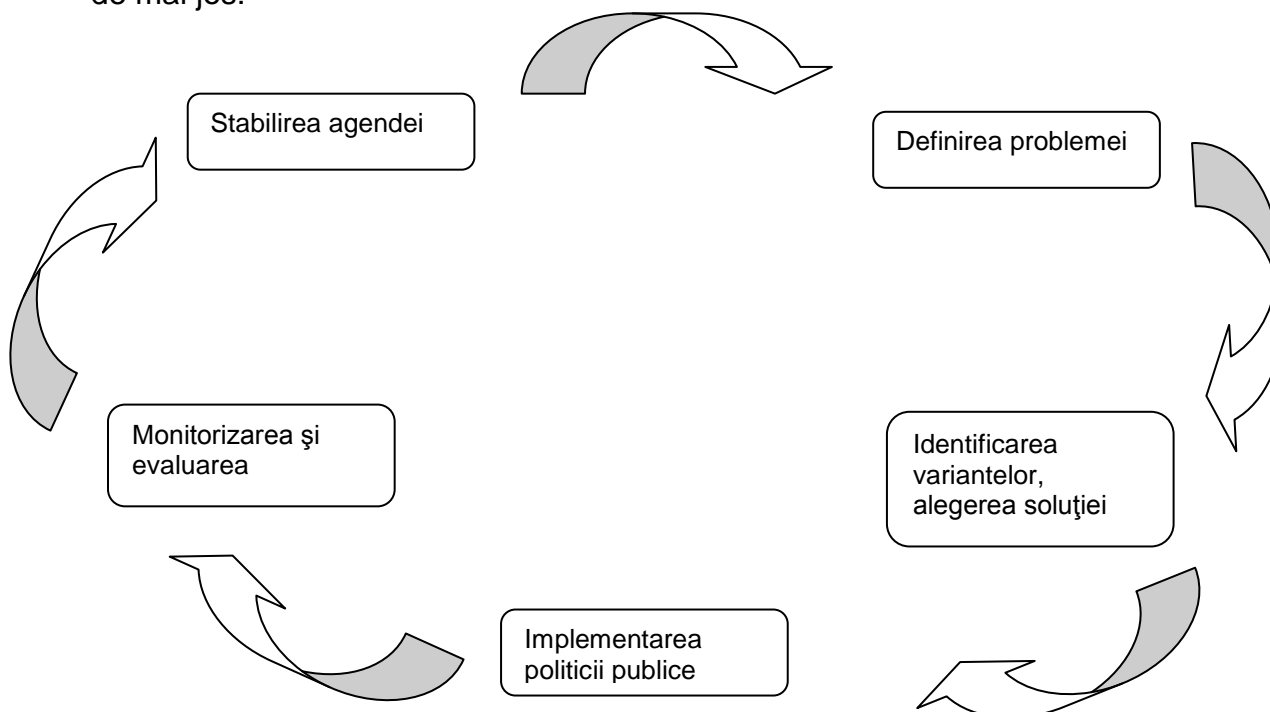 de mai jos.
Stabilirea agendei
Definirea problemei
Identificarea
variantelor,
alegerea soluţiei
Implementarea
politicii publice
Monitorizarea şi
evaluarea